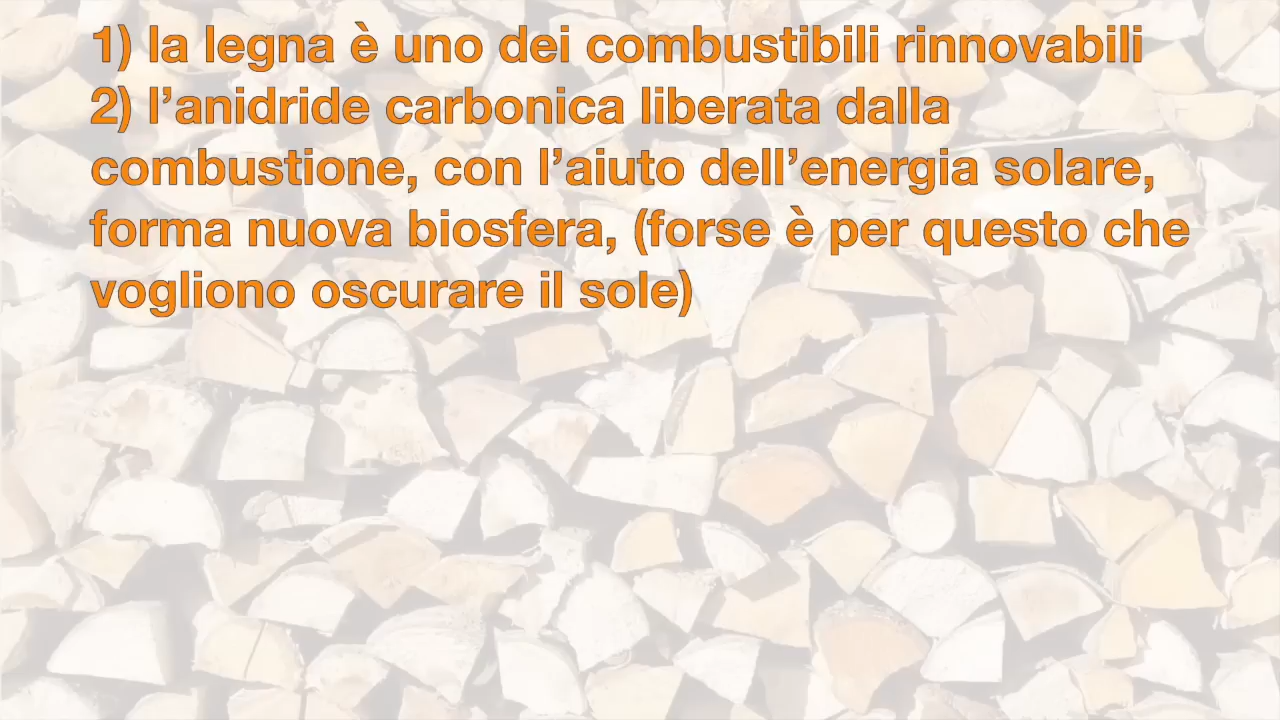 1) la legna è uno dei combustibili rinnovabili
2) l’anidride carbonica liberata dalla
combustione, con l’aiuto dell’energia solare,
forma nuova biosfera, (forse è per questo che
vogliono oscurare il sole)